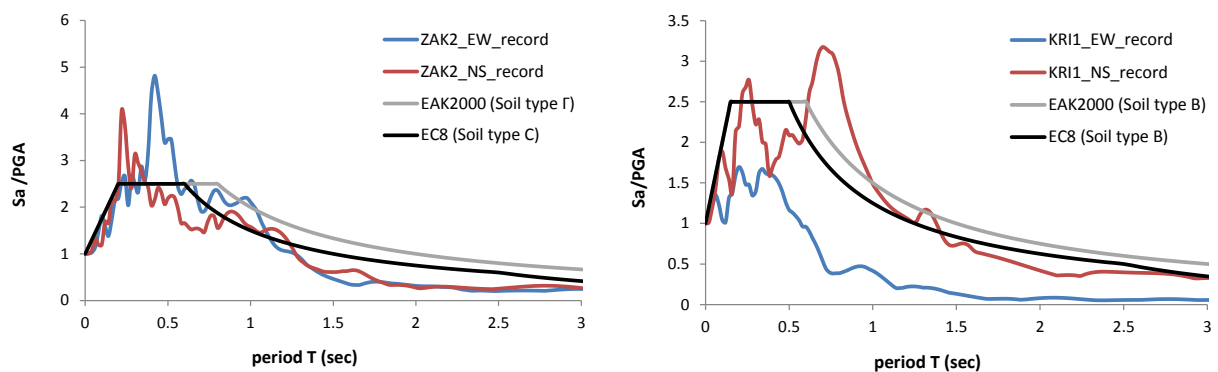 6
5
4
3
2
1
0
Sa /PGA
0 0.5 1 1.5 2 2.5 3
period T (sec)
ZAK2_EW_record
ZAK2_NS_record
EAK2000 (Soil type Γ)
EC8 (Soil type C)
3.5
3
2.5
2
1.5
1
0.5
0
Sa/PGA
0 0.5 1 1.5 2 2.5 3
period T (sec)
KRI1_EW_record
KRI1_NS_record
EAK2000 (Soil type B)
EC8 (Soil type B)